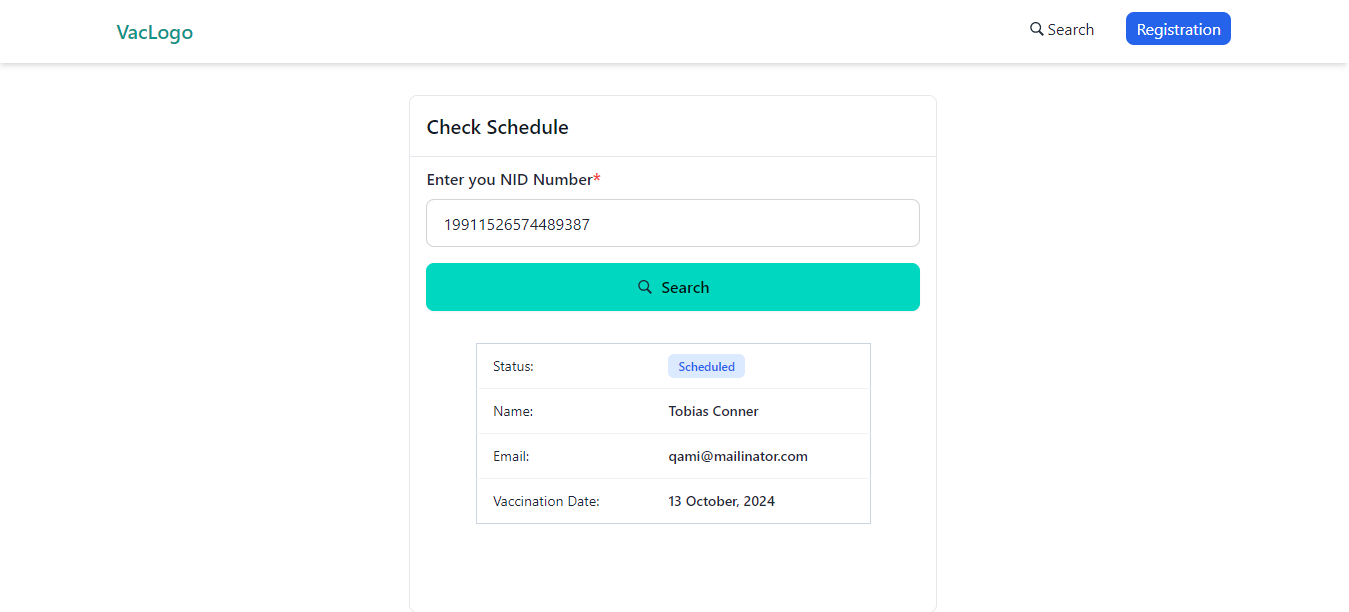 VacLogo
Search
Registration
Check Schedule
Enter you NID Number*
19911526574489387
Search
Status: Scheduled
Name: Tobias Conner
Email: qami@mailinator.com
Vaccination Date: 13 October, 2024